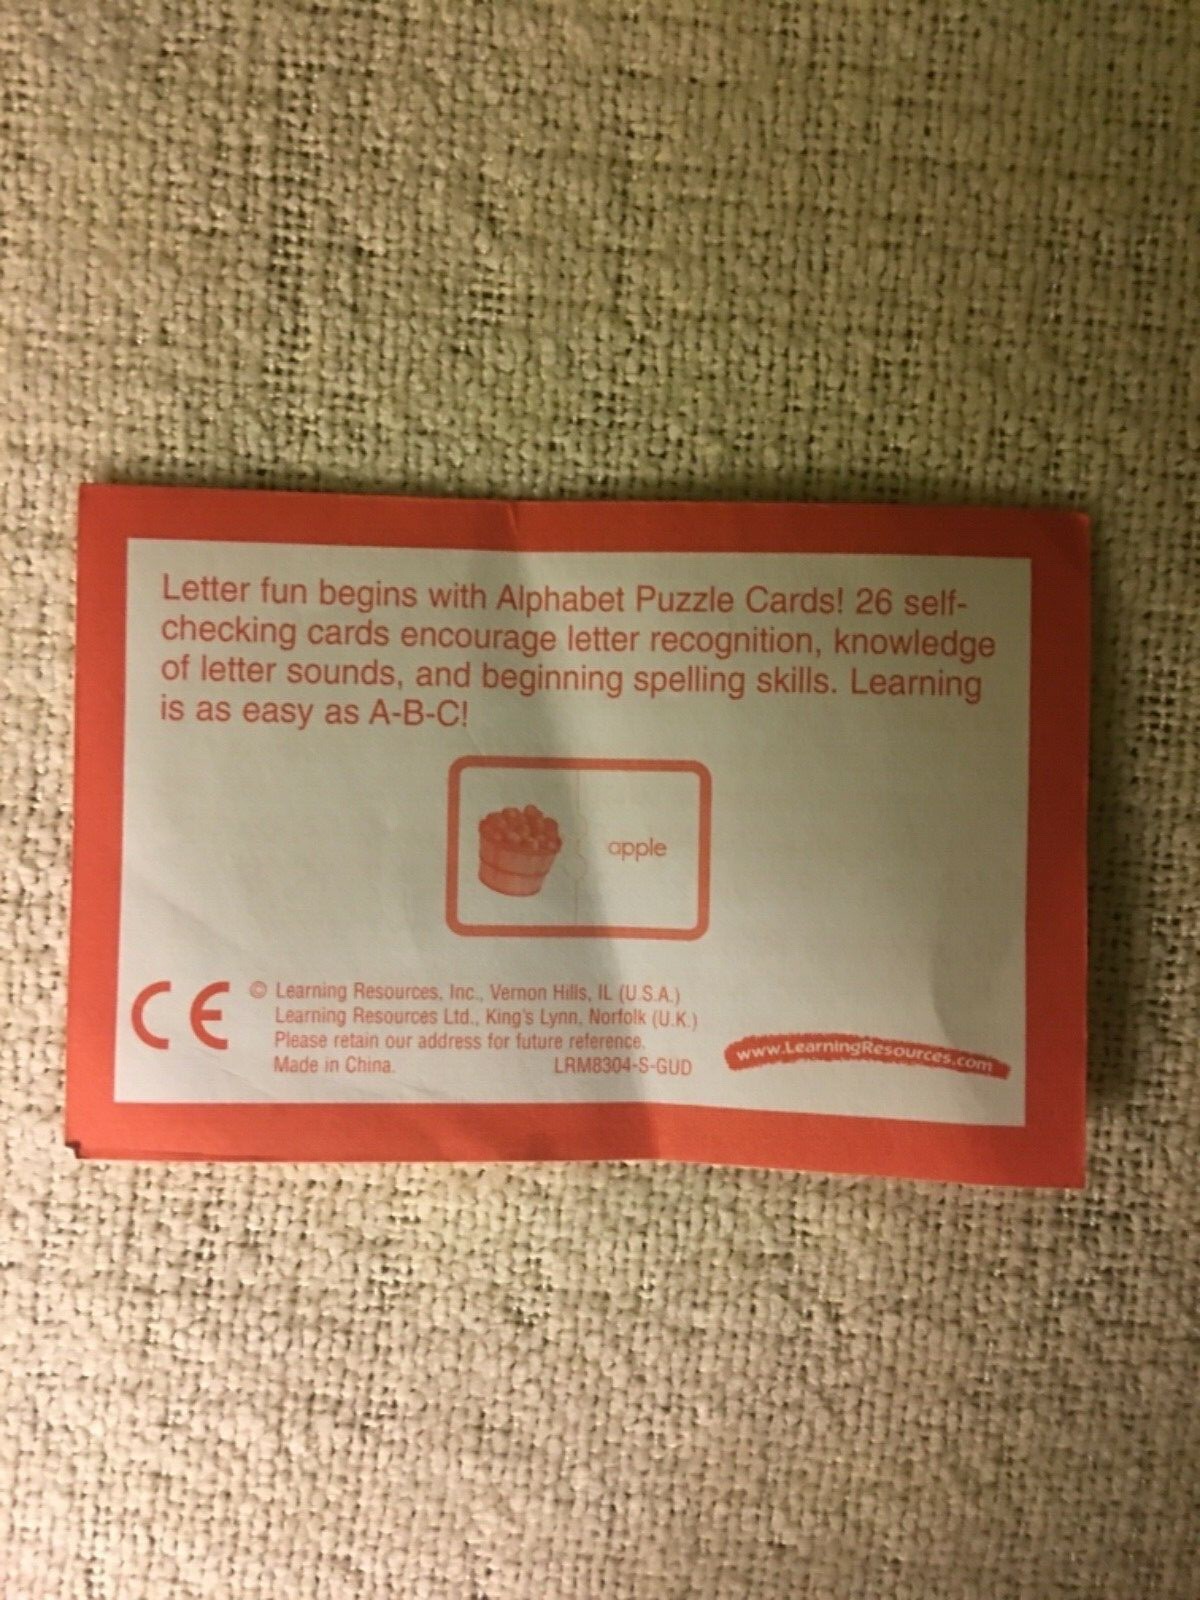 Letter fun begins with Alphabet Puzzle Cards! 26 self-
checking cards encourage letter recognition, knowledge
of letter sounds, and beginning spelling skills. Learning
is as easy as A-B-C!
apple
CE
© Learning Resources, Inc., Vernon Hills, IL (U.S.A.)
Learning Resources Ltd., King's Lynn, Norfolk (U.K.)
Please retain our address for future reference.
Made in China. LRM8304-S-GUD
www.LearningResources.com